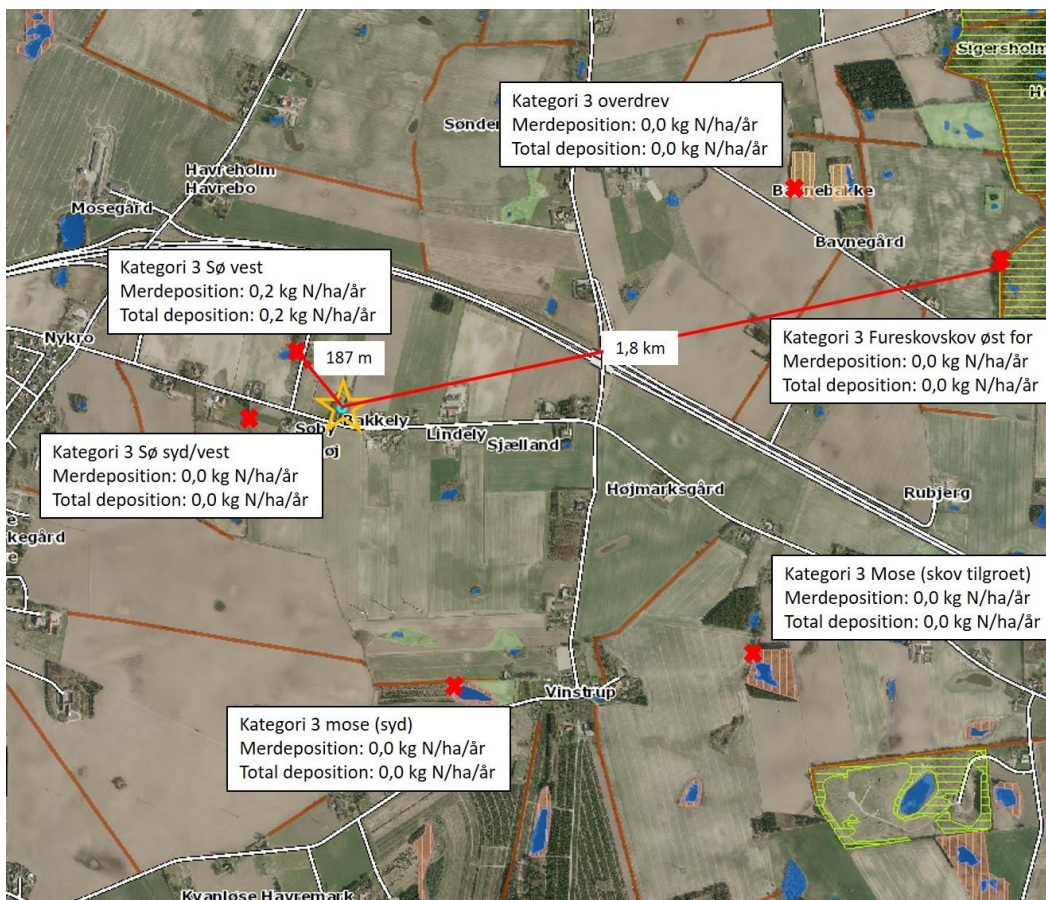 Sigersholm
Kategori 3 overdrev
Merdeposition: 0,0 kg N/ha/år
Total deposition: 0,0 kg N/ha/år
Sønder
Havreholm
Havrebo
Mosegård
Bavnegård
Kategori 3 Sø vest
Merdeposition: 0,2 kg N/ha/år
Total deposition: 0,2 kg N/ha/år
Nykro
187 m
1,8 km
Kategori 3 Fureskovskov øst for
Merdeposition: 0,0 kg N/ha/år
Total deposition: 0,0 kg N/ha/år
Bakkely
Søby
øj
Lindely
Sjælland
Kategori 3 Sø syd/vest
Merdeposition: 0,0 kg N/ha/år
Total deposition: 0,0 kg N/ha/år
Højmarksgård
Rubjerg
kegård
e
Kategori 3 Mose (skov tilgroet)
Merdeposition: 0,0 kg N/ha/år
Total deposition: 0,0 kg N/ha/år
Vinstrup
Kategori 3 mose (syd)
Merdeposition: 0,0 kg N/ha/år
Total deposition: 0,0 kg N/ha/år
Kvanløse Havremark